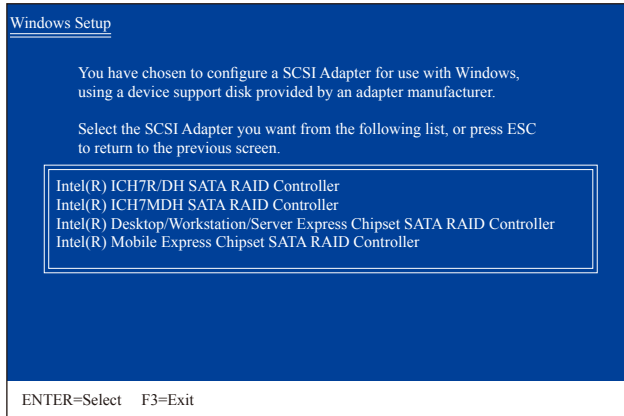 Windows Setup
You have chosen to configure a SCSI Adapter for use with Windows,
using a device support disk provided by an adapter manufacturer.
Select the SCSI Adapter you want from the following list, or press ESC
to return to the previous screen.
Intel(R) ICH7R/DH SATA RAID Controller
Intel(R) ICH7MDH SATA RAID Controller
Intel(R) Desktop/Workstation/Server Express Chipset SATA RAID Controller
Intel(R) Mobile Express Chipset SATA RAID Controller
ENTER=Select F3=Exit